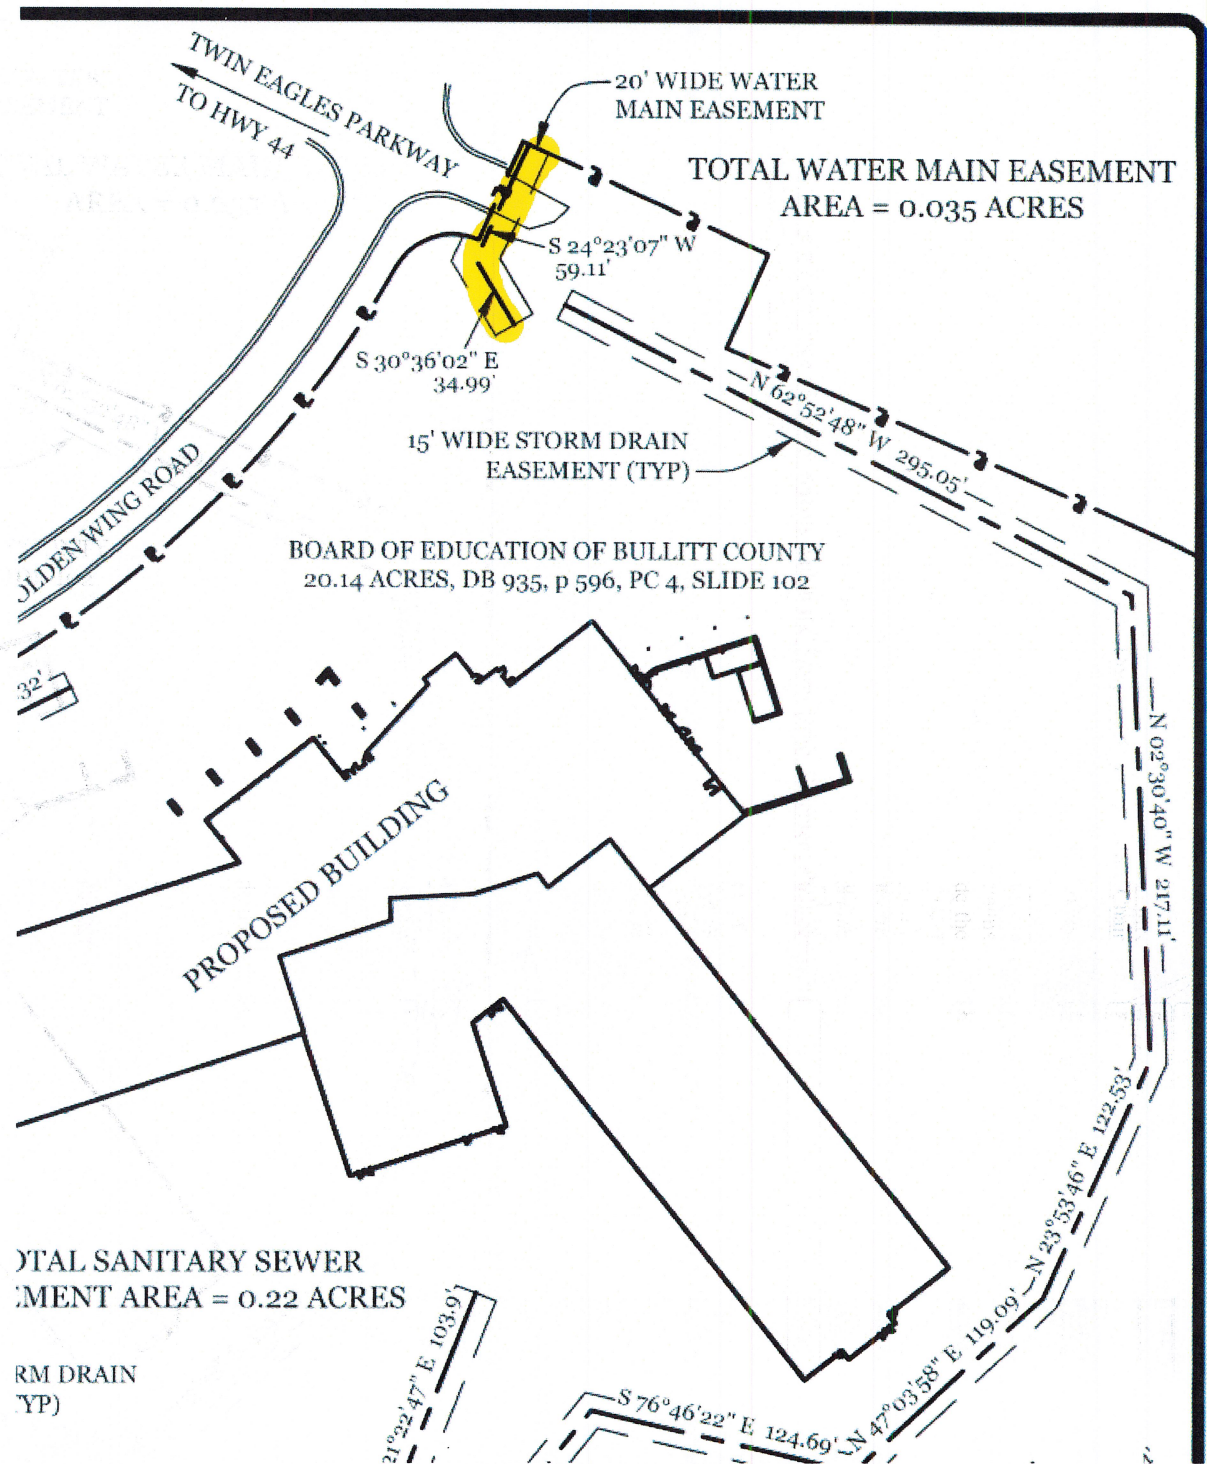 TWIN EAGLES PARKWAY
TO HWY 44
20' WIDE WATER
MAIN EASEMENT
TOTAL WATER MAIN EASEMENT
AREA = 0.035 ACRES
S 24°23'07" W
59.11'
S 30°36'02" E
34.99'
N 62°52'48" W 295.05'
15' WIDE STORM DRAIN
EASEMENT (TYP)
OLDEN WING ROAD
BOARD OF EDUCATION OF BULLITT COUNTY
20.14 ACRES, DB 935, p 596, PC 4, SLIDE 102
32'
N 02°30'40" W 217.11'
PROPOSED BUILDING
N 23°53'46" E 122.53'
OTAL SANITARY SEWER
EMENT AREA = 0.22 ACRES
N 47°03'58" E 119.09'
21°22'47" E 103.9'
RM DRAIN
YP)
S 76°46'22" E 124.69'